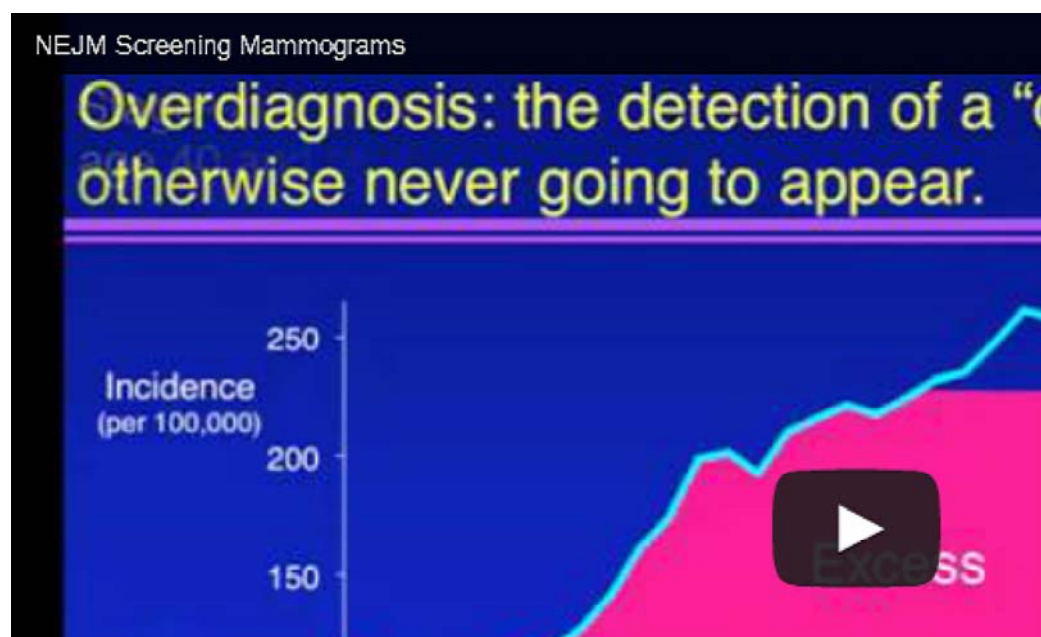 NEJM Screening Mammograms
Overdiagnosis: the detection of a “
otherwise never going to appear.
250
Incidence
(per 100,000)
200
Excess
150